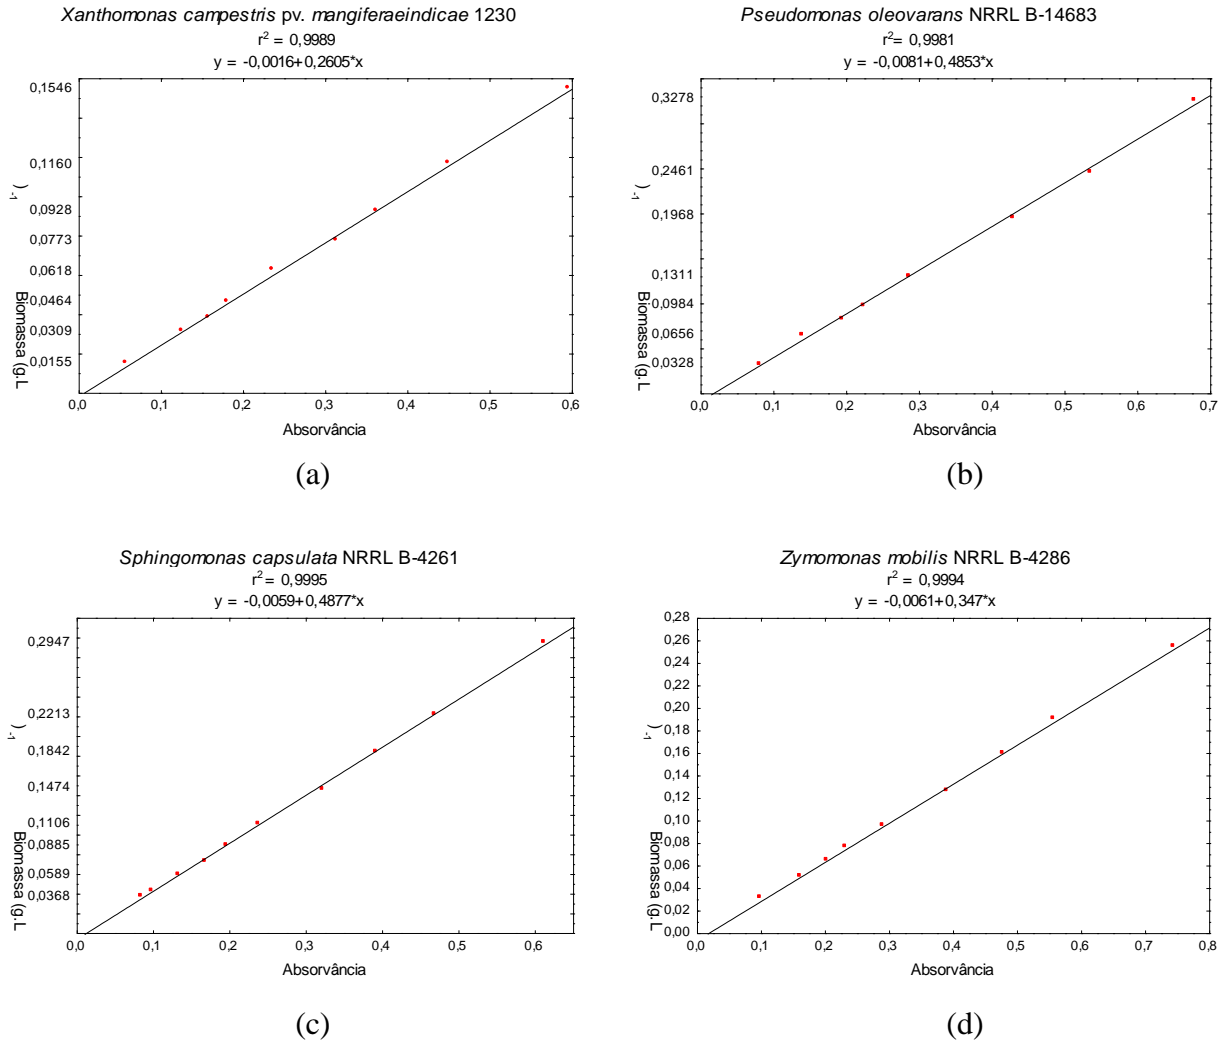 Xanthomonas campestris pv. mangiferaeindicae 1230
r² = 0,9989
y = -0,0016+0,2605*x
0,1546
0,1160
0,0928
0,0773
0,0618
0,0464
0,0309
0,0155
Biomassa (g.L
-1
)
0,0 0,1 0,2 0,3 0,4 0,5 0,6
Absorvância
(a)
Pseudomonas oleovarans NRRL B-14683
r²= 0,9981
y = -0,0081+0,4853*x
0,3278
0,2461
0,1968
0,1311
0,0984
0,0656
0,0328
Biomassa (g.L
-1
)
0,0 0,1 0,2 0,3 0,4 0,5 0,6 0,7
Absorvância
(b)
Sphingomonas capsulata NRRL B-4261
r² = 0,9995
y = -0,0059+0,4877*x
0,2947
0,2213
0,1842
0,1474
0,1106
0,0885
0,0589
0,0368
Biomassa (g.L
-1
)
0,0 0,1 0,2 0,3 0,4 0,5 0,6
Absorvância
(c)
Zymomonas mobilis NRRL B-4286
r² = 0,9994
y = -0,0061+0,347*x
0,28
0,26
0,24
0,22
0,20
0,18
0,16
0,14
0,12
0,10
0,08
0,06
0,04
0,02
0,00
Biomassa (g.L
-1
)
0,0 0,1 0,2 0,3 0,4 0,5 0,6 0,7 0,8
Absorvância
(d)